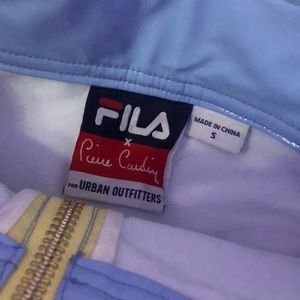 FILA
x
Pierre Cardin
FOR URBAN OUTFITTERS
MADE IN CHINA
S